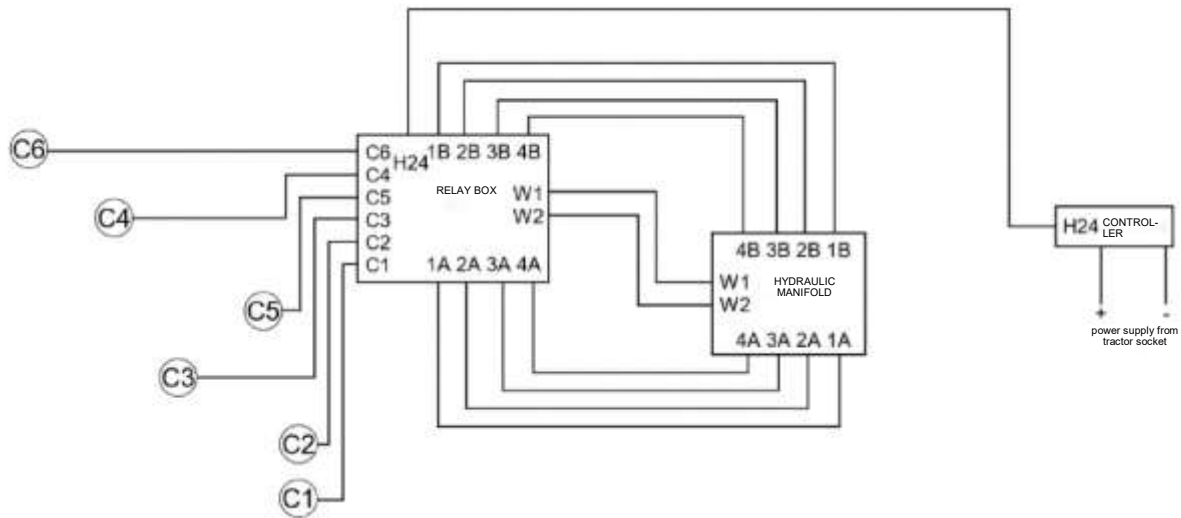 C6
C4
C5
C3
C2
C1
C6 H24 1B 2B 3B 4B
C4
C5
C3
C2
C1
RELAY BOX
W1
W2
1A 2A 3A 4A
4B 3B 2B 1B
W1
W2
HYDRAULIC
MANIFOLD
4A 3A 2A 1A
H24 CONTROL-
LER
+ -
power supply from
tractor socket